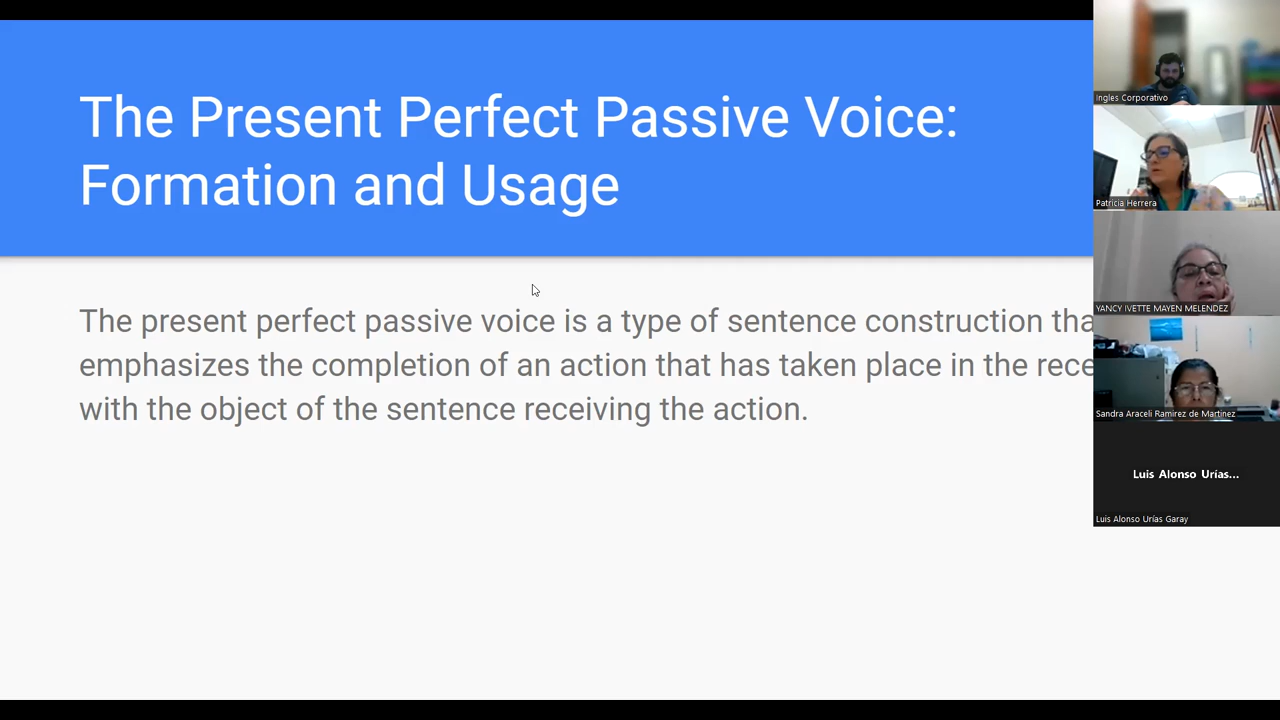 The Present Perfect Passive Voice:
Formation and Usage
The present perfect passive voice is a type of sentence construction
emphasizes the completion of an action that has taken place in the
with the object of the sentence receiving the action.
Ingles Corporativo
Patricia Herrera
YANCY IVETTE MAYEN MELENDEZ
Sandra Araceli Ramirez de Martinez
Luis Alonso Urías...
Luis Alonso Urías Garay